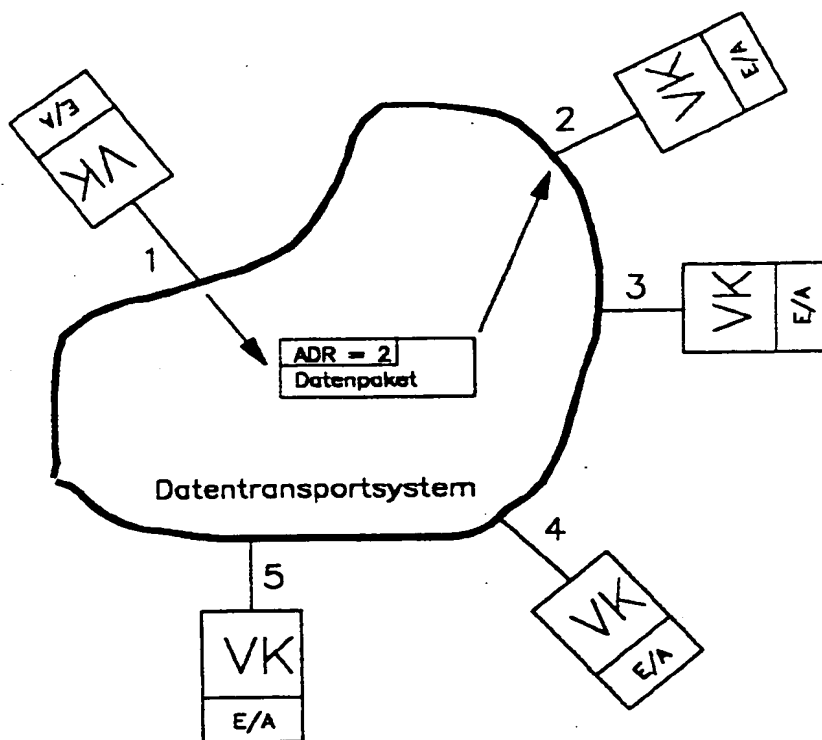 E/A
VK
1
2
VK
E/A
3
VK
E/A
ADR = 2
Datenpaket
Datentransportsystem
4
VK
E/A
5
VK
E/A